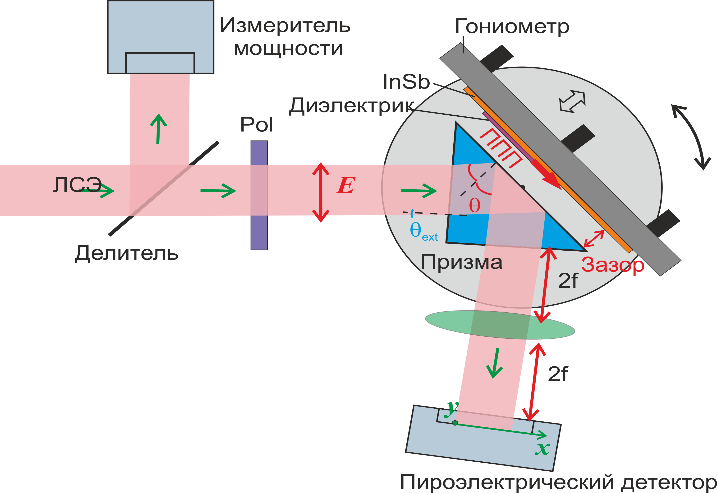 Измеритель
мощности
Гониометр
InSb
Диэлектрик
Pol
ППП
ЛСЭ
E
θ
θext
Делитель
Призма
Зазор
2f
2f
y
x
Пироэлектрический детектор